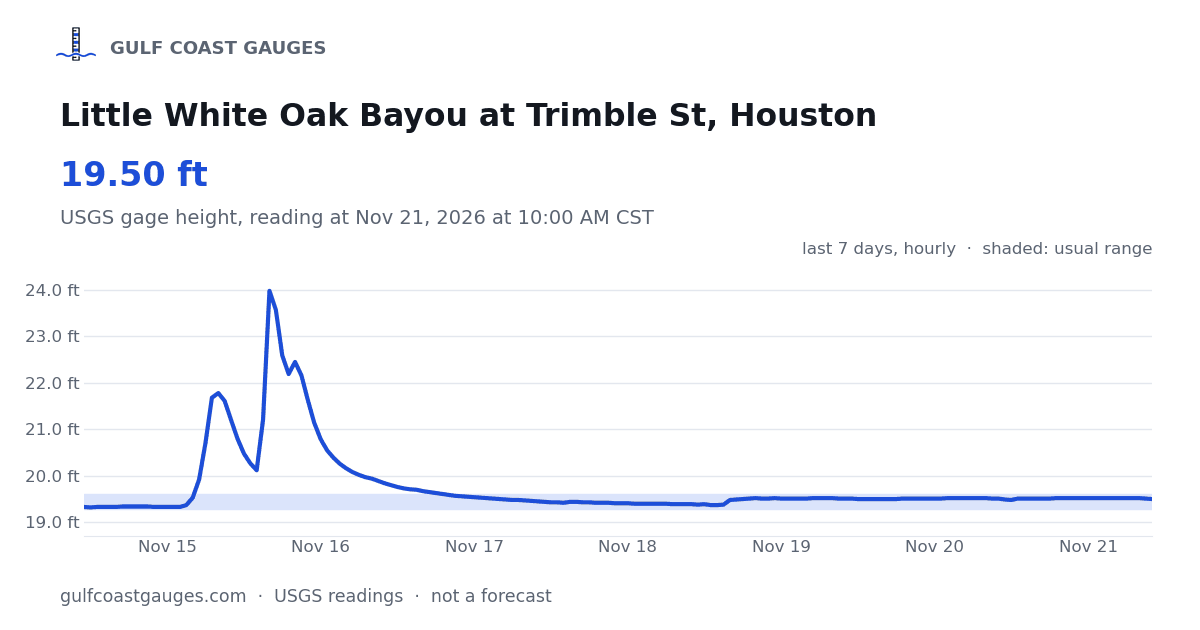 GULF COAST GAUGES
Little White Oak Bayou at Trimble St, Houston
19.50 ft
USGS gage height, reading at Nov 21, 2026 at 10:00 AM CST
last 7 days, hourly · shaded: usual range
24.0 ft
23.0 ft
22.0 ft
21.0 ft
20.0 ft
19.0 ft
Nov 15 Nov 16 Nov 17 Nov 18 Nov 19 Nov 20 Nov 21
gulfcoastgauges.com · USGS readings · not a forecast